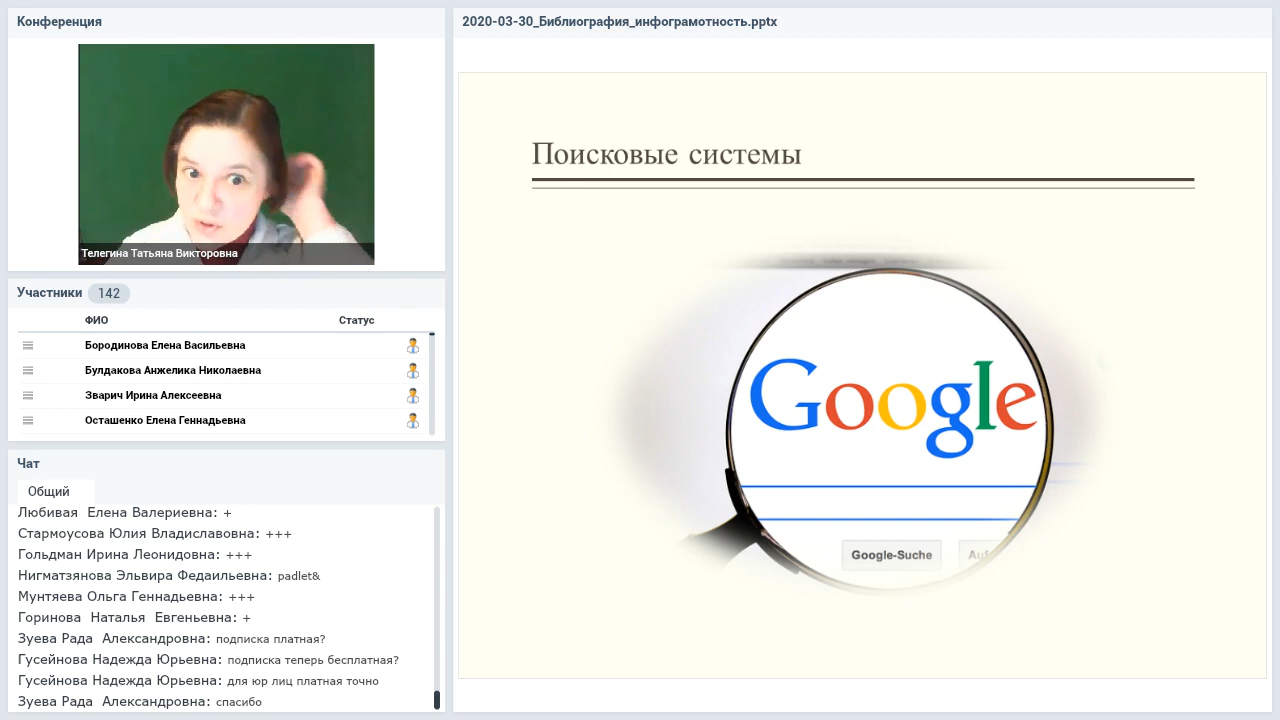 Конференция
Телегина Татьяна Викторовна
Участники 142
ФИО Статус
Бородинова Елена Васильевна
Булдакова Анжелика Николаевна
Зварич Ирина Алексеевна
Осташенко Елена Геннадьевна
Чат
Общий
Любивая Елена Валериевна: +
Стармоусова Юлия Владиславовна: +++
Гольдман Ирина Леонидовна: +++
Нигматзянова Эльвира Федаильевна: padlet&
Мунтяева Ольга Геннадьевна: +++
Горинова Наталья Евгеньевна: +
Зуева Рада Александровна: подписка платная?
Гусейнова Надежда Юрьевна: подписка теперь бесплатная?
Гусейнова Надежда Юрьевна: для юр лиц платная точно
Зуева Рада Александровна: спасибо
2020-03-30_Библиография_инфограмотность.pptx
Поисковые системы
Google
Google-Suche